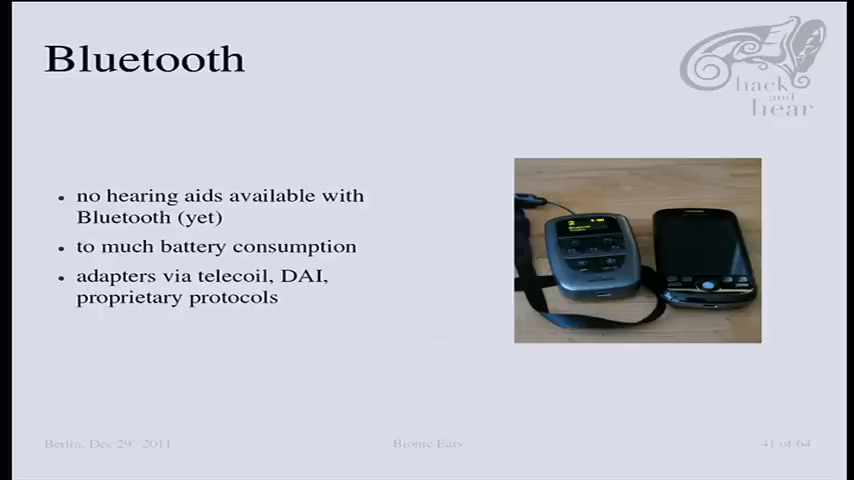 Bluetooth
hack
and
hear
• no hearing aids available with
Bluetooth (yet)
• to much battery consumption
• adapters via telecoil, DAI,
proprietary protocols
2
Berlin, Dec 29th 2011
Bionic Ears
41 of 64